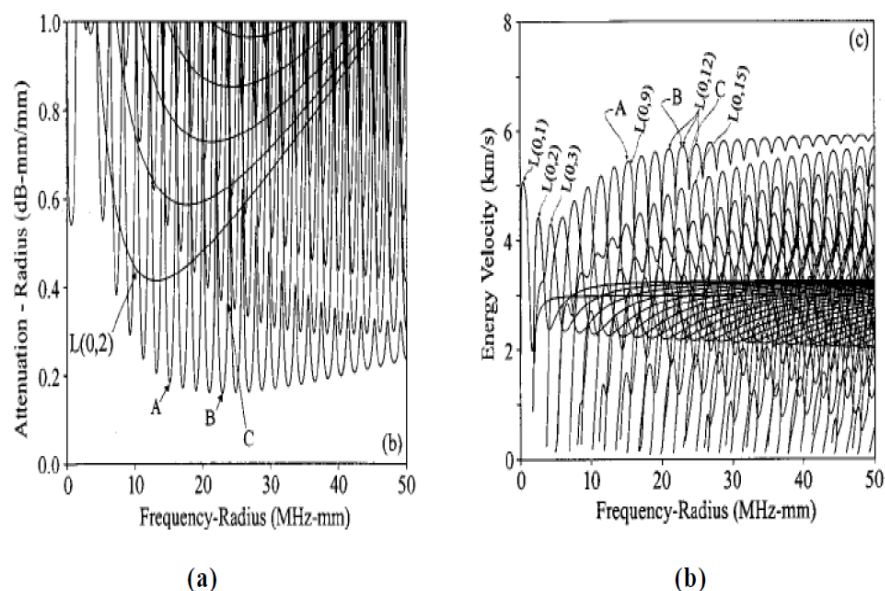 Attenuation - Radius (dB-mm/mm)
1.0
0.8
0.6
0.4
0.2
0.0
L(0,2)
A
B
C
(b)
0 10 20 30 40 50
Frequency-Radius (MHz-mm)
(a)
Energy Velocity (km/s)
8
6
4
2
0
(c)
L(0,1)
L(0,2)
L(0,3)
A
L(0,9)
B
L(0,12)
C
L(0,15)
0 10 20 30 40 50
Frequency-Radius (MHz-mm)
(b)